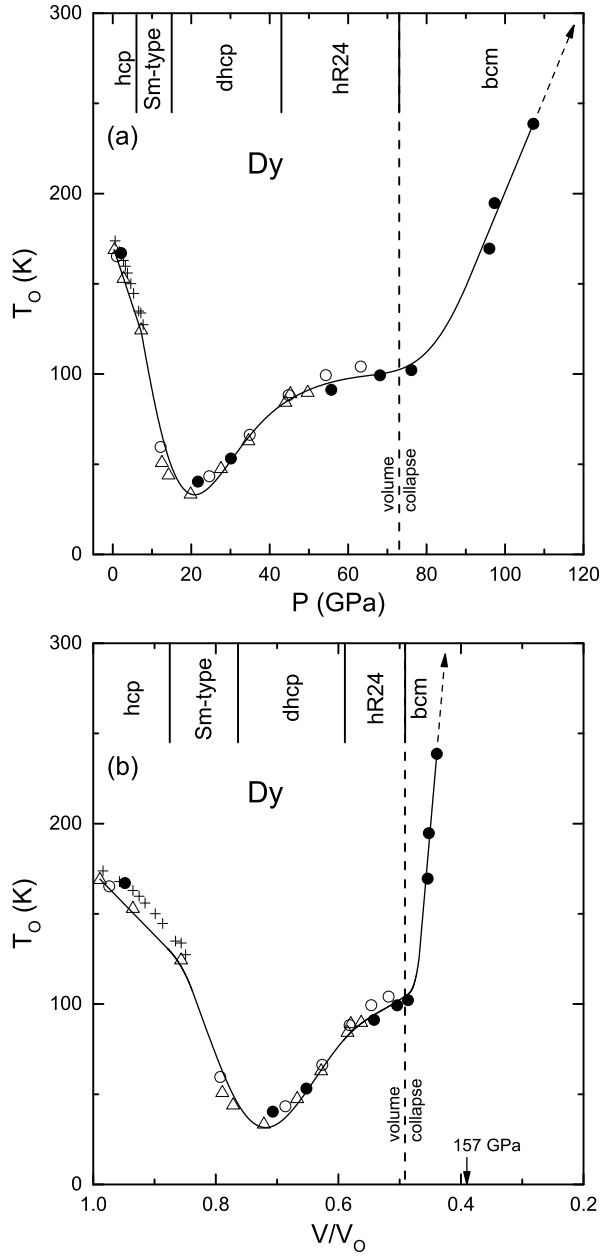 300
200
100
0
T_O (K)
hcp
Sm-type
dhcp
hR24
bcm
(a)
Dy
volume
collapse
0 20 40 60 80 100 120
P (GPa)
300
200
100
0
T_O (K)
hcp
Sm-type
dhcp
hR24
bcm
(b)
Dy
volume
collapse
157 GPa
1.0 0.8 0.6 0.4 0.2
V/V_O